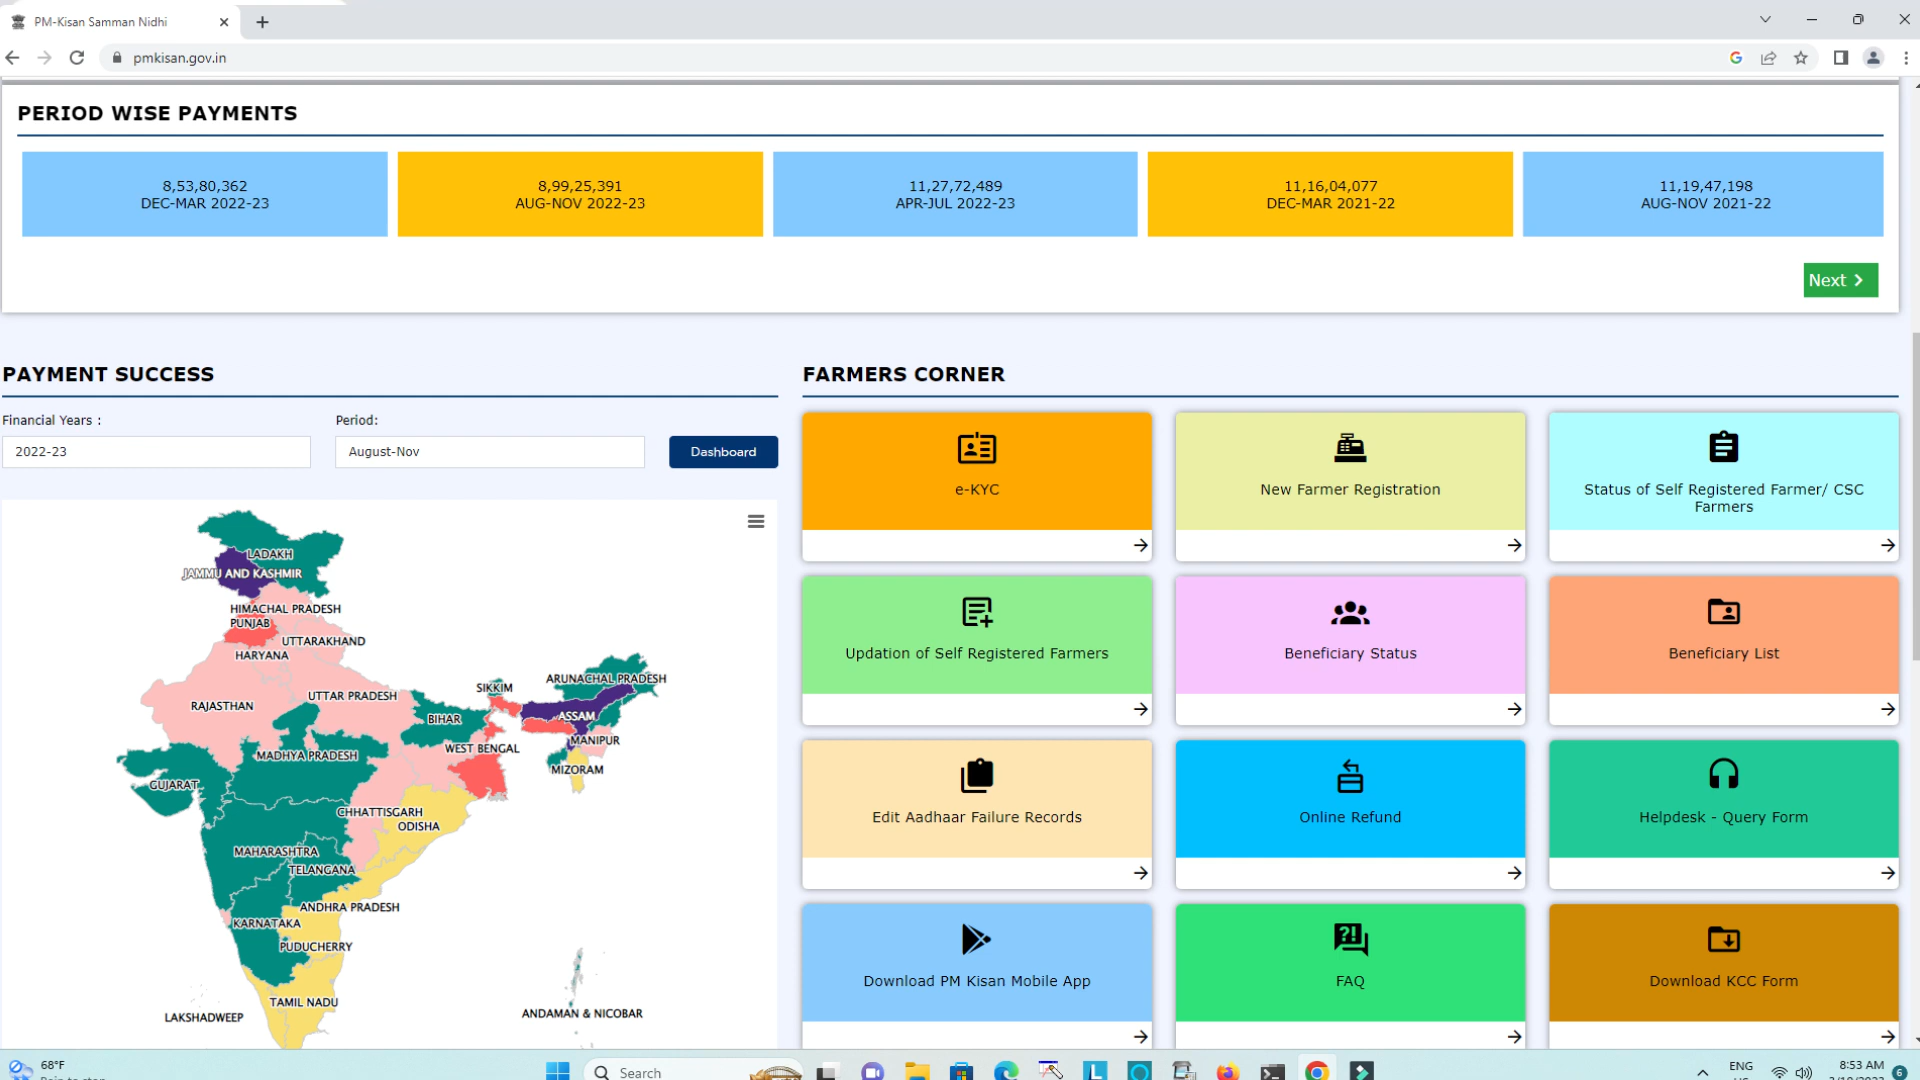 PM-Kisan Samman Nidhi
pmkisan.gov.in
PERIOD WISE PAYMENTS
8,53,80,362
DEC-MAR 2022-23
8,99,25,391
AUG-NOV 2022-23
11,27,72,489
APR-JUL 2022-23
11,16,04,077
DEC-MAR 2021-22
11,19,47,198
AUG-NOV 2021-22
Next
PAYMENT SUCCESS
Financial Years :
Period:
2022-23
August-Nov
Dashboard
LADAKH
JAMMU AND KASHMIR
HIMACHAL PRADESH
PUNJAB
UTTARAKHAND
HARYANA
ARUNACHAL PRADESH
SIKKIM
UTTAR PRADESH
RAJASTHAN
ASSAM
BIHAR
MANIPUR
WEST BENGAL
MADHYA PRADESH
MIZORAM
GUJARAT
CHHATTISGARH
ODISHA
MAHARASHTRA
TELANGANA
ANDHRA PRADESH
KARNATAKA
PUDUCHERRY
TAMIL NADU
LAKSHADWEEP
ANDAMAN & NICOBAR
FARMERS CORNER
e-KYC
New Farmer Registration
Status of Self Registered Farmer/ CSC
Farmers
Updation of Self Registered Farmers
Beneficiary Status
Beneficiary List
Edit Aadhaar Failure Records
Online Refund
Helpdesk - Query Form
Download PM Kisan Mobile App
FAQ
Download KCC Form
68°F
Search
ENG
8:53 AM
6